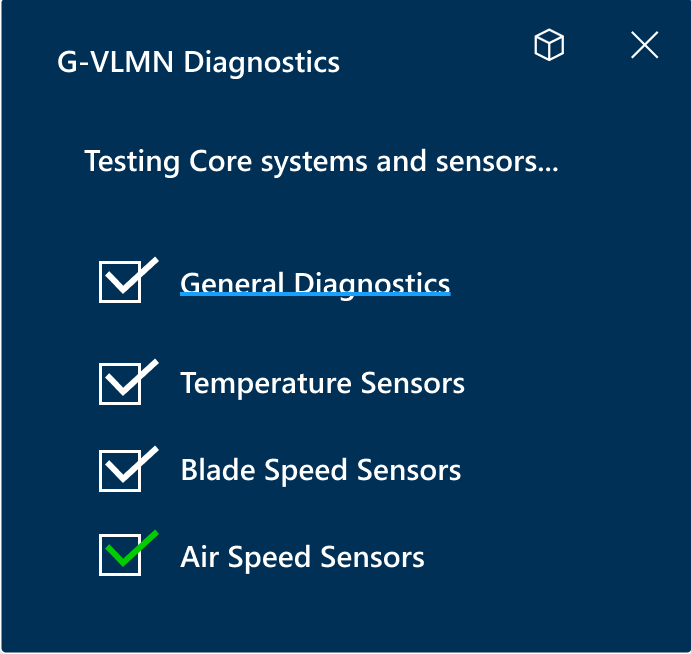 G-VLMN Diagnostics
Testing Core systems and sensors...
General Diagnostics
Temperature Sensors
Blade Speed Sensors
Air Speed Sensors